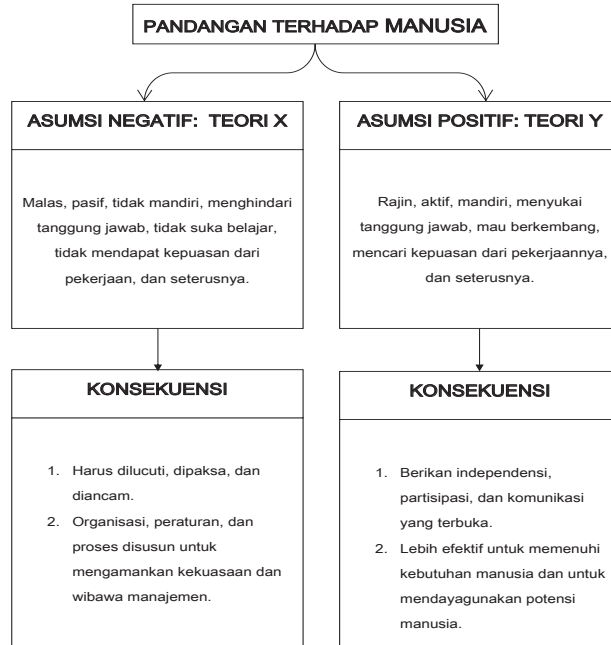 PANDANGAN TERHADAP MANUSIA
ASUMSI NEGATIF: TEORI X
Malas, pasif, tidak mandiri, menghindari
tanggung jawab, tidak suka belajar,
tidak mendapat kepuasan dari
pekerjaan, dan seterusnya.
KONSEKUENSI
1. Harus dilucuti, dipaksa, dan
diancam.
2. Organisasi, peraturan, dan
proses disusun untuk
mengamankan kekuasaan dan
wibawa manajemen.
ASUMSI POSITIF: TEORI Y
Rajin, aktif, mandiri, menyukai
tanggung jawab, mau berkembang,
mencari kepuasan dari pekerjaannya,
dan seterusnya.
KONSEKUENSI
1. Berikan independensi,
partisipasi, dan komunikasi
yang terbuka.
2. Lebih efektif untuk memenuhi
kebutuhan manusia dan untuk
mendayagunakan potensi
manusia.